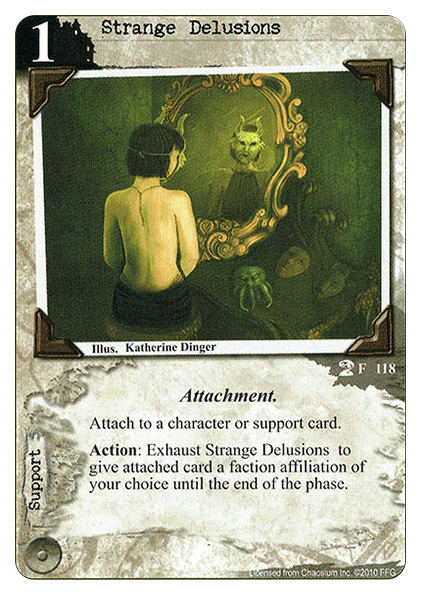 1
Strange Delusions
Illus. Katherine Dinger
F 118
Attachment.
Attach to a character or support card.
Action: Exhaust Strange Delusions to
give attached card a faction affiliation of
your choice until the end of the phase.
Support
Licensed from Chaosium Inc. ©2010 FFG